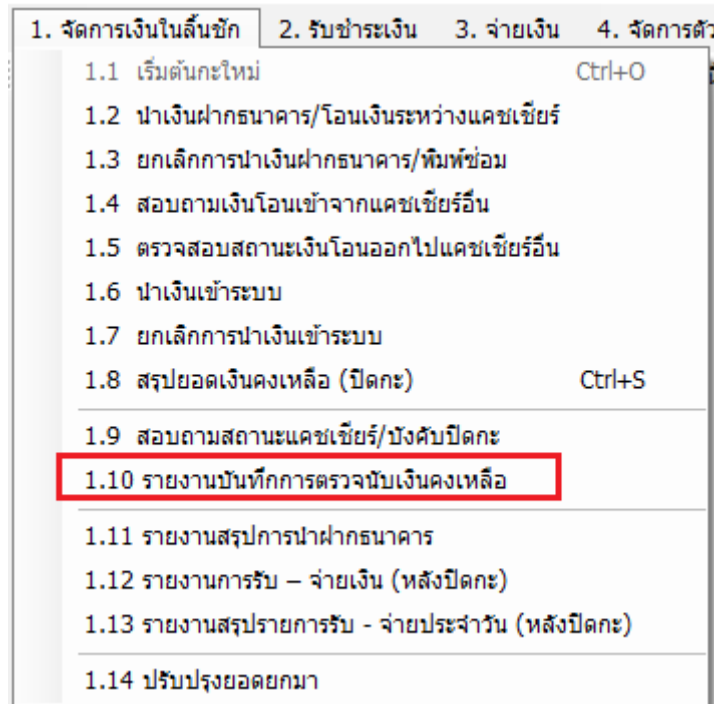 1. จัดการเงินในลิ้นชัก 2. รับชำระเงิน 3. จ่ายเงิน 4. จัดการตัว
1.1 เริ่มต้นกะใหม่ Ctrl+O
1.2 นำเงินฝากธนาคาร/โอนเงินระหว่างแคชเชียร์
1.3 ยกเลิกการนำเงินฝากธนาคาร/พิมพ์ซ่อม
1.4 สอบถามเงินโอนเข้าจากแคชเชียร์อื่น
1.5 ตรวจสอบสถานะเงินโอนออกไปแคชเชียร์อื่น
1.6 นำเงินเข้าระบบ
1.7 ยกเลิกการนำเงินเข้าระบบ
1.8 สรุปยอดเงินคงเหลือ (ปิดกะ) Ctrl+S
1.9 สอบถามสถานะแคชเชียร์/บังคับปิดกะ
1.10 รายงานบันทึกการตรวจนับเงินคงเหลือ
1.11 รายงานสรุปการนำฝากธนาคาร
1.12 รายงานการรับ – จ่ายเงิน (หลังปิดกะ)
1.13 รายงานสรุปรายการรับ - จ่ายประจำวัน (หลังปิดกะ)
1.14 ปรับปรุงยอดยกมา